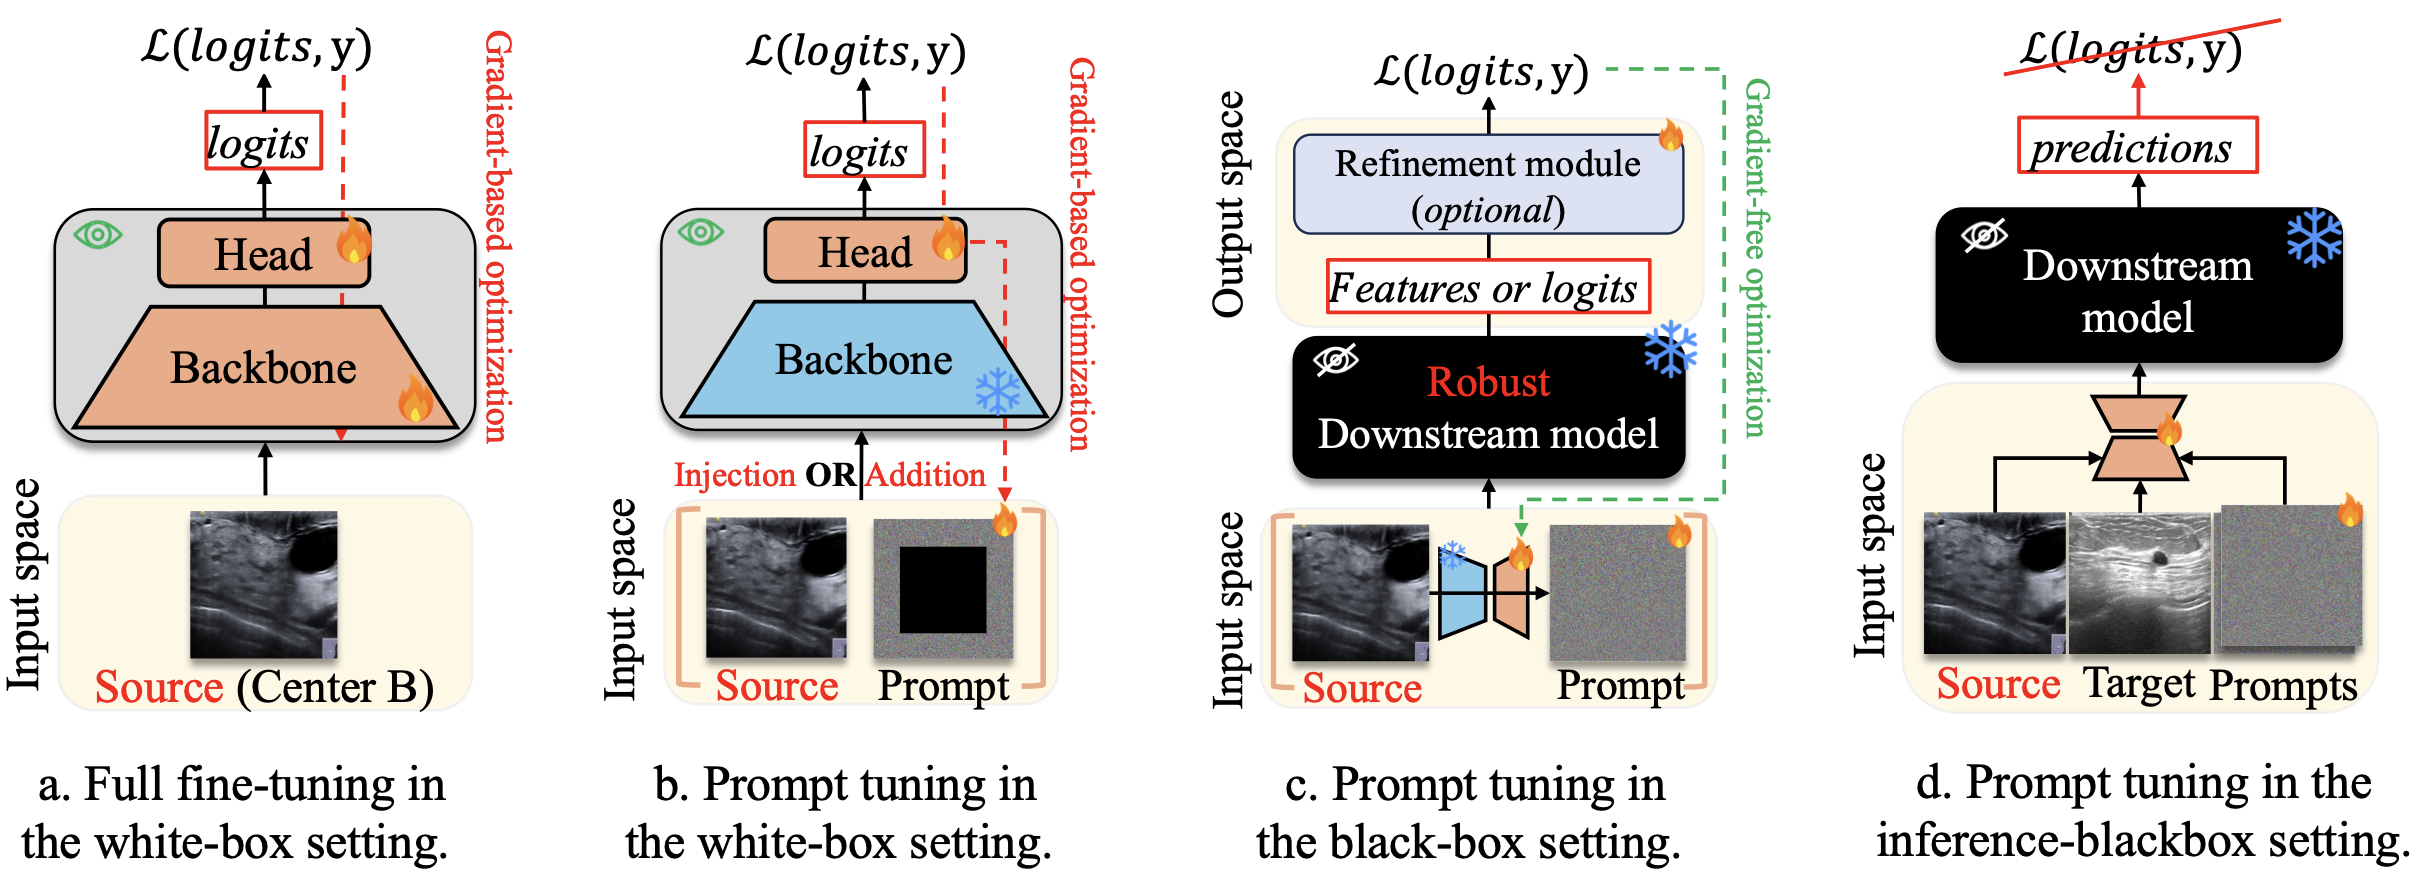 ℒ(logits, y)
logits
Head
Backbone
Gradient-based optimization
Input space
Source (Center B)
a. Full fine-tuning in
the white-box setting.
ℒ(logits, y)
logits
Head
Backbone
Gradient-based optimization
Injection OR Addition
Input space
Source
Prompt
b. Prompt tuning in
the white-box setting.
ℒ(logits, y)
Output space
Refinement module
(optional)
Features or logits
Robust
Downstream model
Gradient-free optimization
Input space
Source
Prompt
c. Prompt tuning in
the black-box setting.
ℒ(logits, y)
predictions
Downstream
model
Input space
Source
Target
Prompts
d. Prompt tuning in the
inference-blackbox setting.